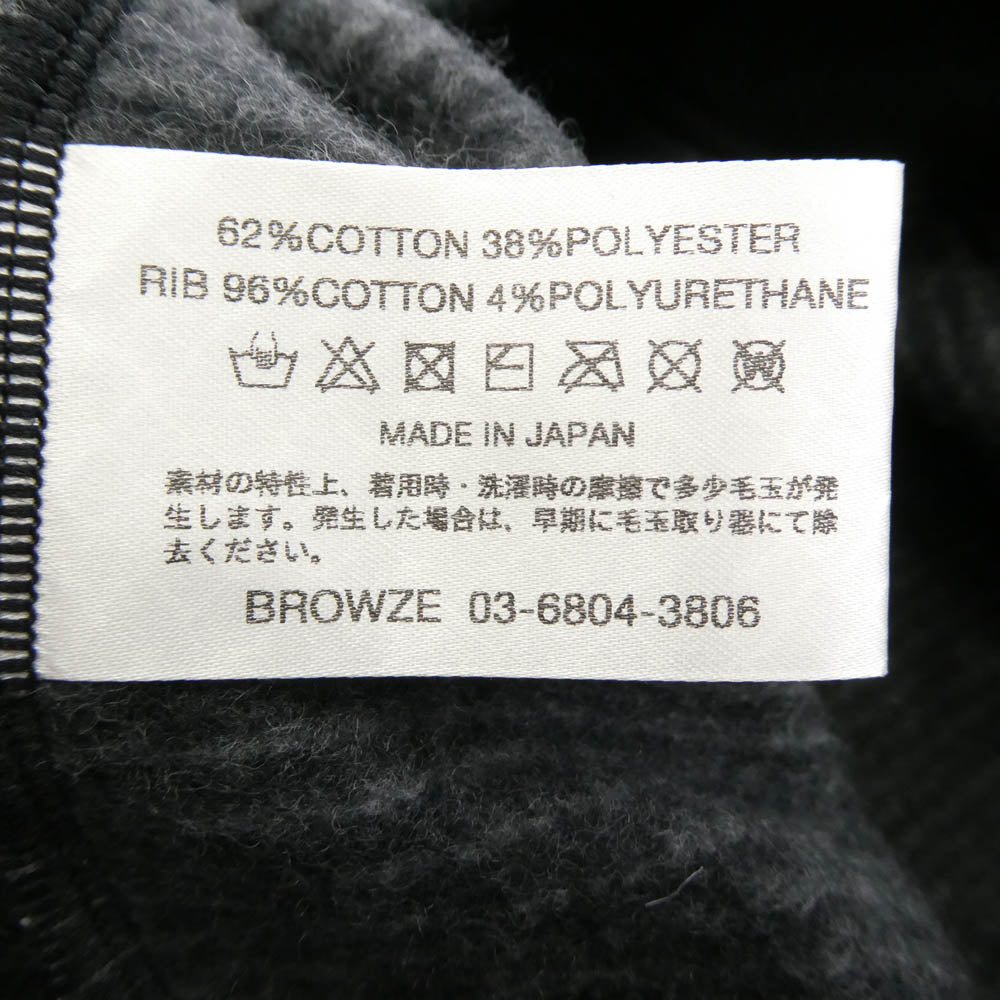 62%COTTON 38%POLYESTER
RIB 96%COTTON 4%POLYURETHANE
MADE IN JAPAN
素材の特性上、着用時・洗濯時の摩擦で多少毛玉が発
生します。発生した場合は、早期に毛玉取り器にて除
去ください。
BROWZE 03-6804-3806